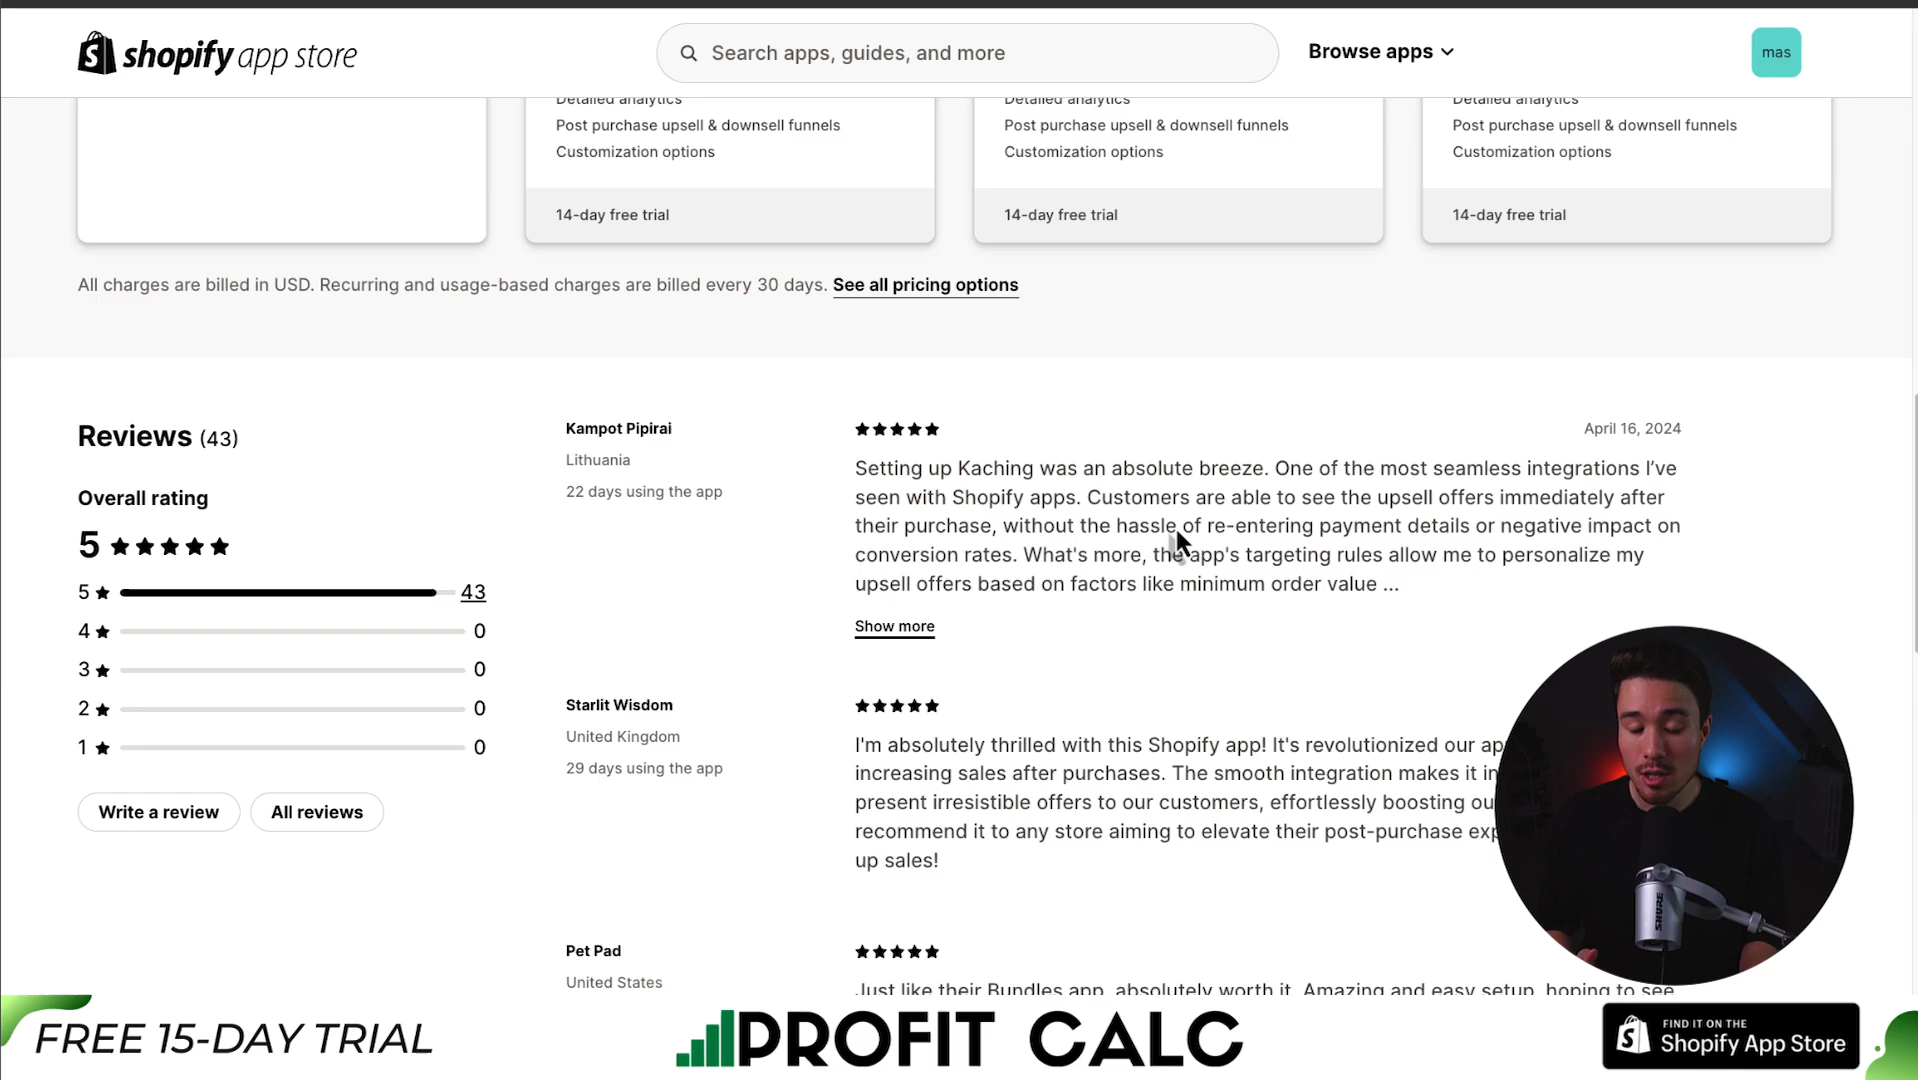 shopify app store
Search apps, guides, and more
Browse apps
mas
Detailed analytics
Post purchase upsell & downsell funnels
Customization options
14-day free trial
Detailed analytics
Post purchase upsell & downsell funnels
Customization options
14-day free trial
Detailed analytics
Post purchase upsell & downsell funnels
Customization options
14-day free trial
All charges are billed in USD. Recurring and usage-based charges are billed every 30 days. See all pricing options
Reviews (43)
Overall rating
5
5 43
4 0
3 0
2 0
1 0
Write a review
All reviews
Kampot Pipirai
Lithuania
22 days using the app
April 16, 2024
Setting up Kaching was an absolute breeze. One of the most seamless integrations I've
seen with Shopify apps. Customers are able to see the upsell offers immediately after
their purchase, without the hassle of re-entering payment details or negative impact on
conversion rates. What's more, the app's targeting rules allow me to personalize my
upsell offers based on factors like minimum order value ...
Show more
Starlit Wisdom
United Kingdom
29 days using the app
I'm absolutely thrilled with this Shopify app! It's revolutionized our
increasing sales after purchases. The smooth integration makes it
present irresistible offers to our customers, effortlessly boosting
recommend it to any store aiming to elevate their post-purchase
up sales!
Pet Pad
United States
Just like their Bundles app, absolutely worth it. Amazing and easy setup, hoping to see
SHURE
FREE 15-DAY TRIAL
PROFIT CALC
FIND IT ON THE
Shopify App Store